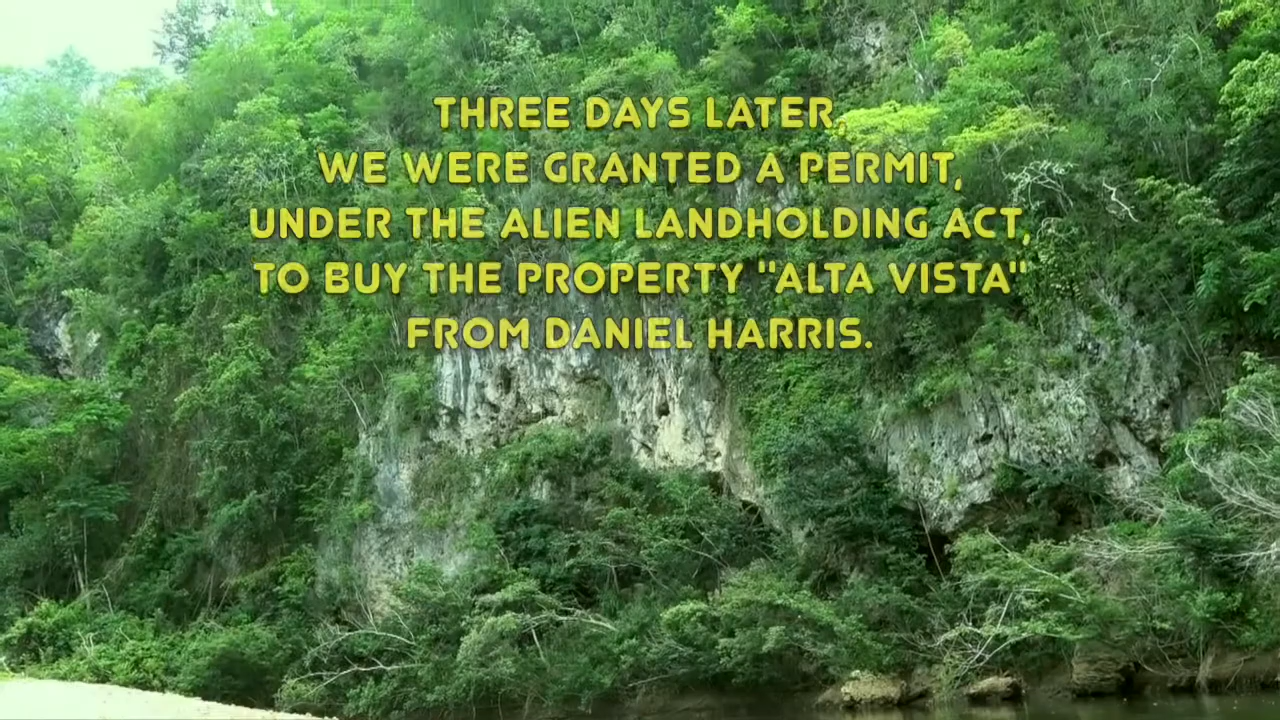 THREE DAYS LATER,
WE WERE GRANTED A PERMIT,
UNDER THE ALIEN LANDHOLDING ACT,
TO BUY THE PROPERTY "ALTA VISTA"
FROM DANIEL HARRIS.